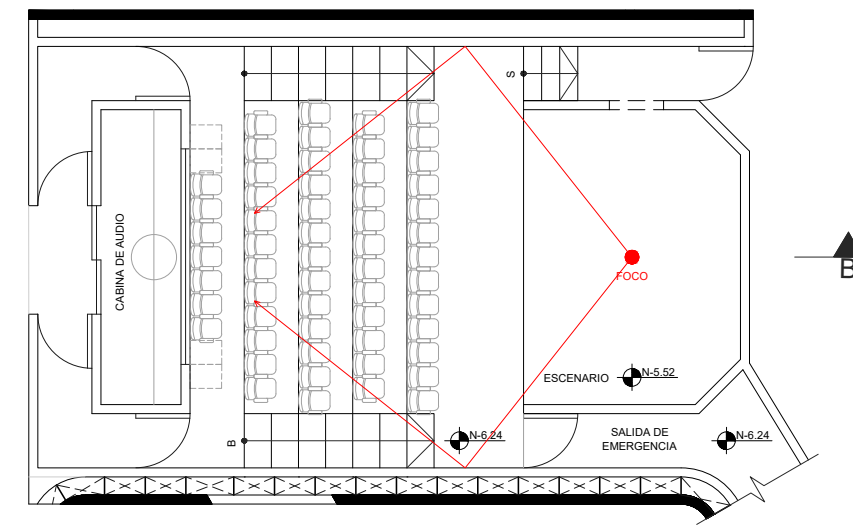 S
CABINA DE AUDIO
FOCO
B
ESCENARIO
N-5.52
B
N-6.24
SALIDA DE
EMERGENCIA
N-6.24